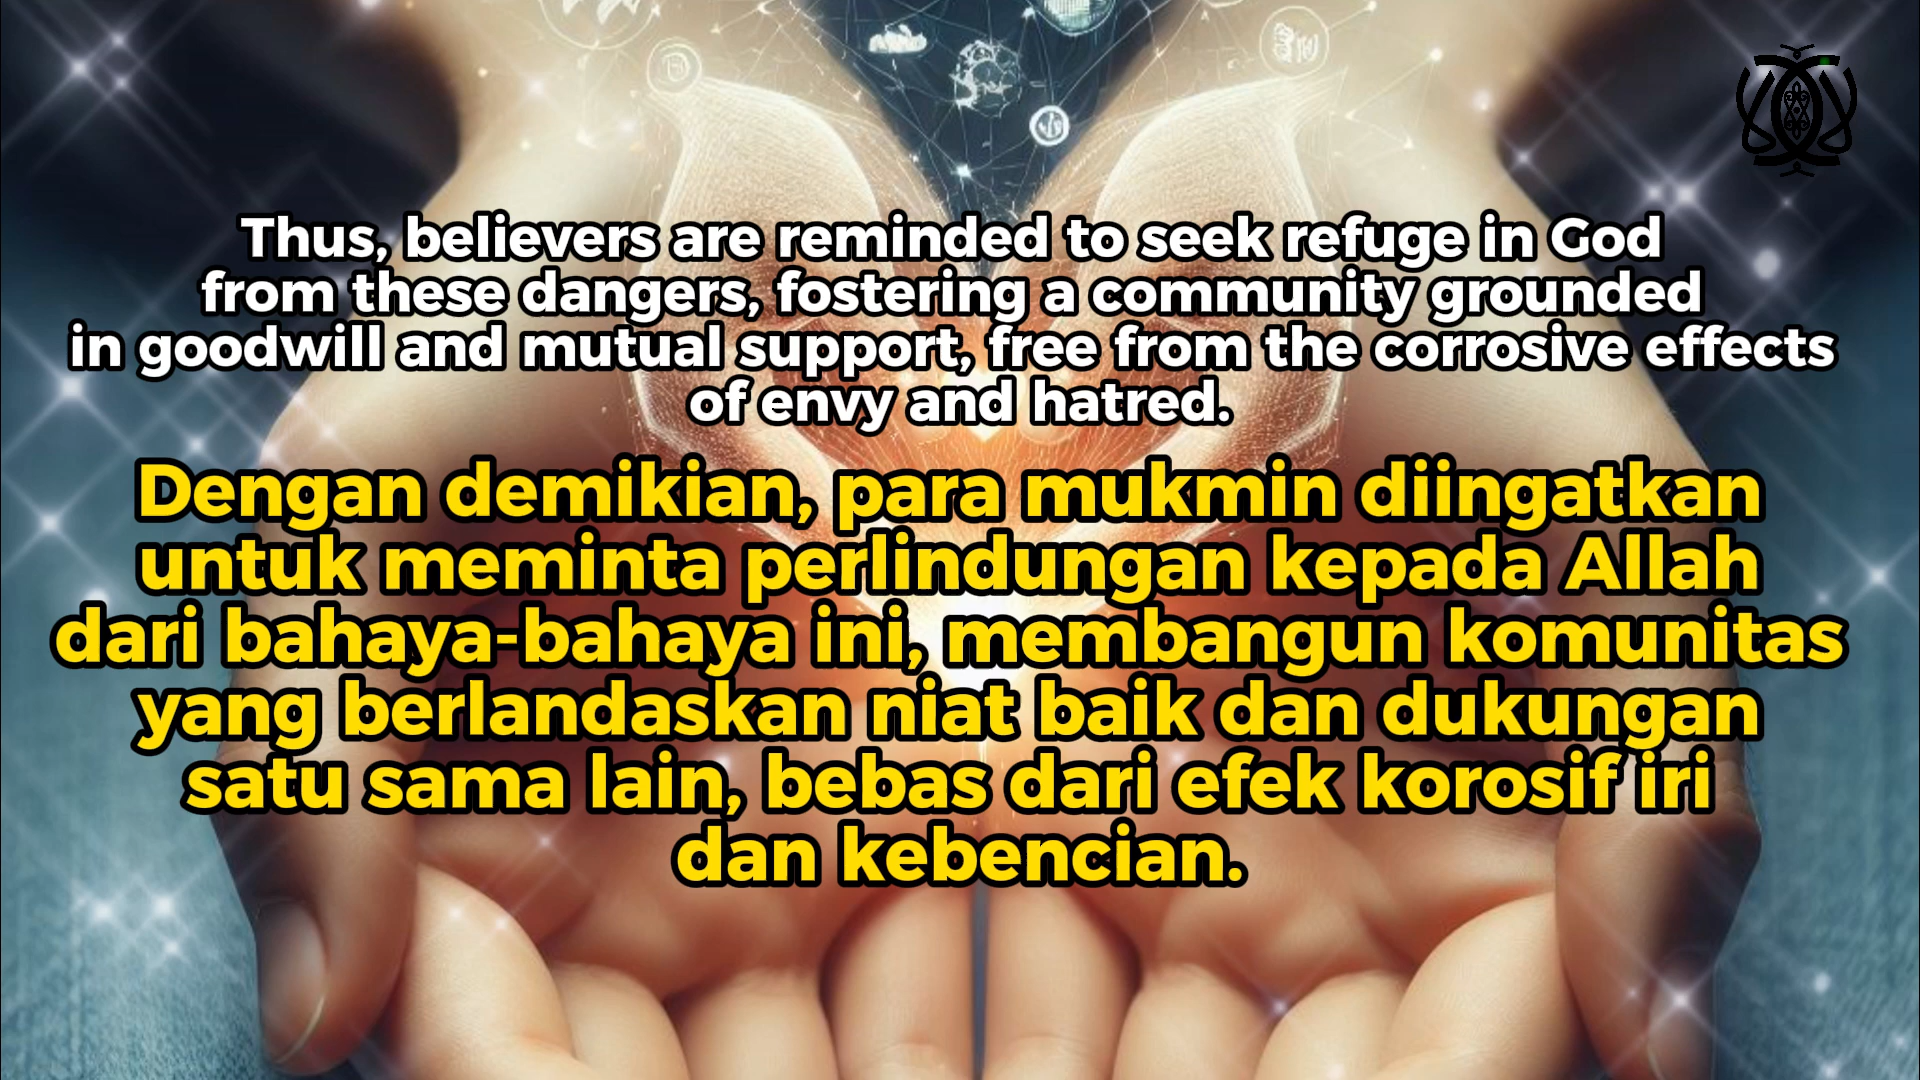 Thus, believers are reminded to seek refuge in God
from these dangers, fostering a community grounded
in goodwill and mutual support, free from the corrosive effects
of envy and hatred.
Dengan demikian, para mukmin diingatkan
untuk meminta perlindungan kepada Allah
dari bahaya-bahaya ini, membangun komunitas
yang berlandaskan niat baik dan dukungan
satu sama lain, bebas dari efek korosif iri
dan kebencian.